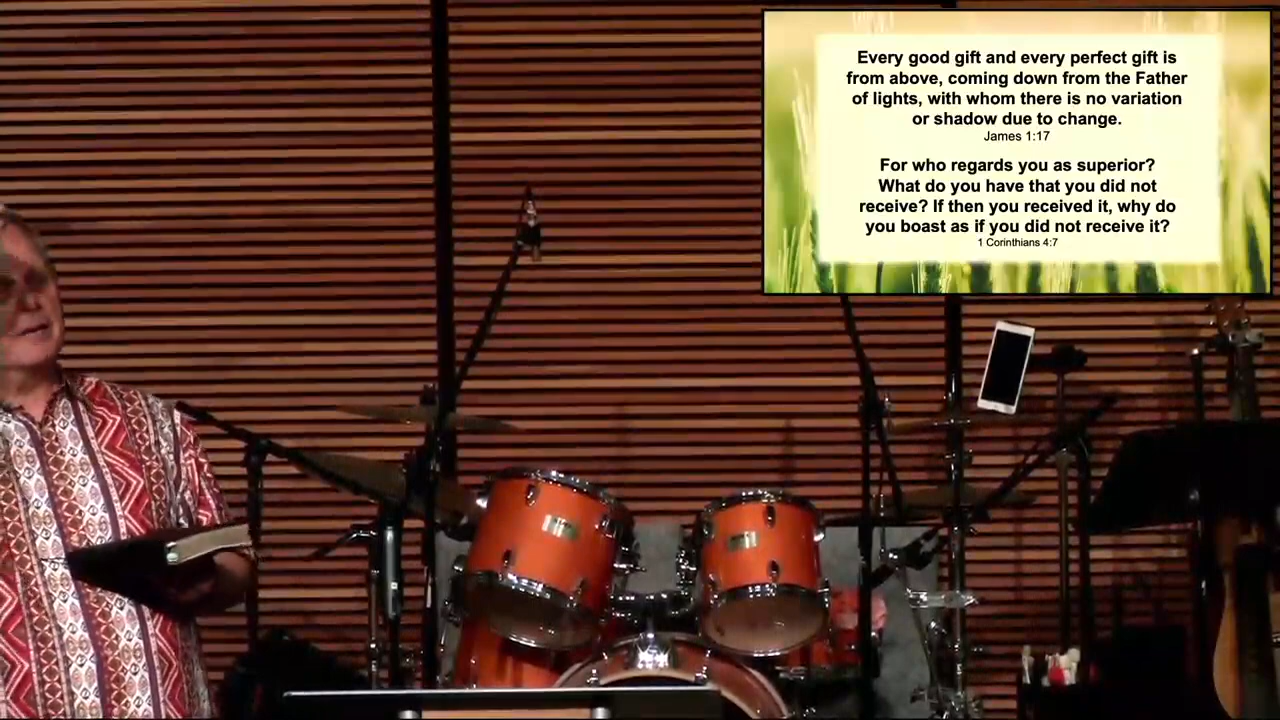 Every good gift and every perfect gift is
from above, coming down from the Father
of lights, with whom there is no variation
or shadow due to change.
James 1:17
For who regards you as superior?
What do you have that you did not
receive? If then you received it, why do
you boast as if you did not receive it?
1 Corinthians 4:7